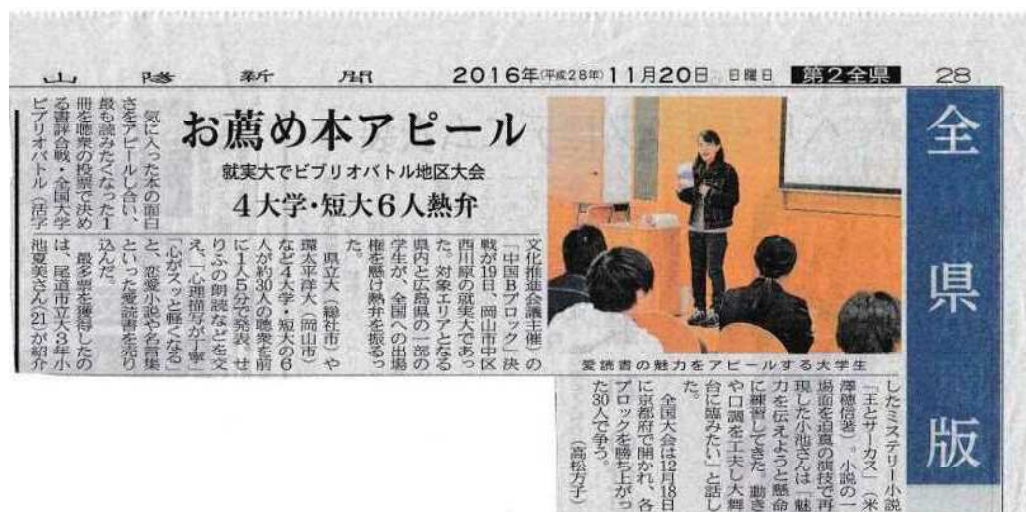 山陽新聞 2016年(平成28年)11月20日 日曜日 第2全県 28
全県版
お薦め本アピール
就実大でビブリオバトル地区大会
4大学・短大6人熱弁
気に入った本の面白
さをアピールし合い、
最も読みたくなった1
冊を聴衆の投票で決め
る書評合戦・全国大学
ビブリオバトル(活字
文化推進会議主催)の
「中国Bブロック」決
戦が19日、岡山市中区
西川原の就実大であっ
た。対象エリアとなる
県内と広島県の一部の
学生が、全国への出場
権を懸け熱弁を振るっ
た。
県立大(総社市)や
環太平洋大(岡山市)
など4大学・短大の6
人が約30人の聴衆を前
に1人5分で発表、せ
りふの朗読などを交
え、「心理描写が丁寧」
「心がスッと軽くなる」
と、恋愛小説や名言集
といった愛読書を売り
込んだ。
最多票を獲得したの
は、尾道市立大3年小
池夏美さん(21)が紹介
愛読書の魅力をアピールする大学生
したミステリー小説
「王とサーカス」(米
澤穂信著)。小説の一
場面を迫真の演技で再
現した小池さんは「魅
力を伝えようと懸命
に練習してきた。動き
や口調を工夫し大舞
台に臨みたい」と話し
た。
全国大会は12月18日
に京都府で開かれ、各
ブロックを勝ち上がっ
た30人で争う。
(高松方子)